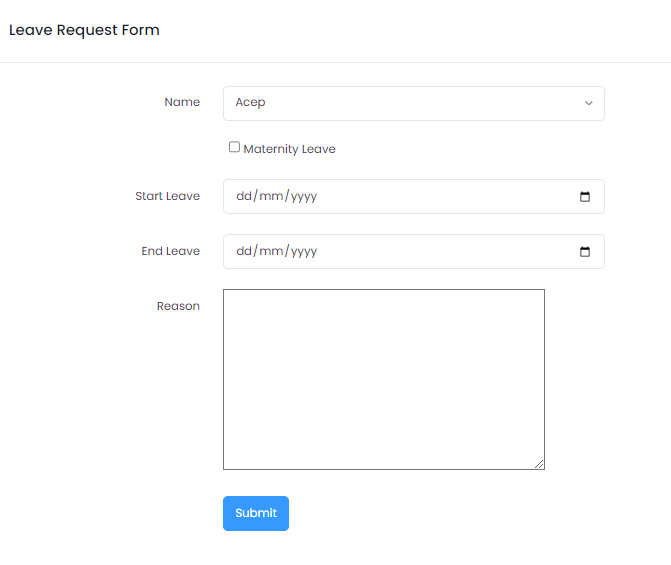 Leave Request Form
Name
Acep
Maternity Leave
Start Leave
dd/mm/yyyy
End Leave
dd/mm/yyyy
Reason
Submit